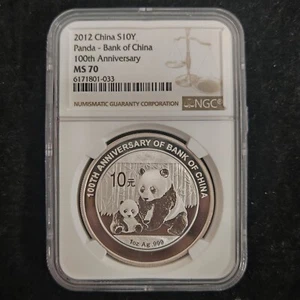 2012 China S10Y
Panda - Bank of China
100th Anniversary
MS 70
6171801-033
NUMISMATIC GUARANTY CORPORATION
NGC
100TH ANNIVERSARY OF BANK OF CHINA
10元
1oz Ag .999